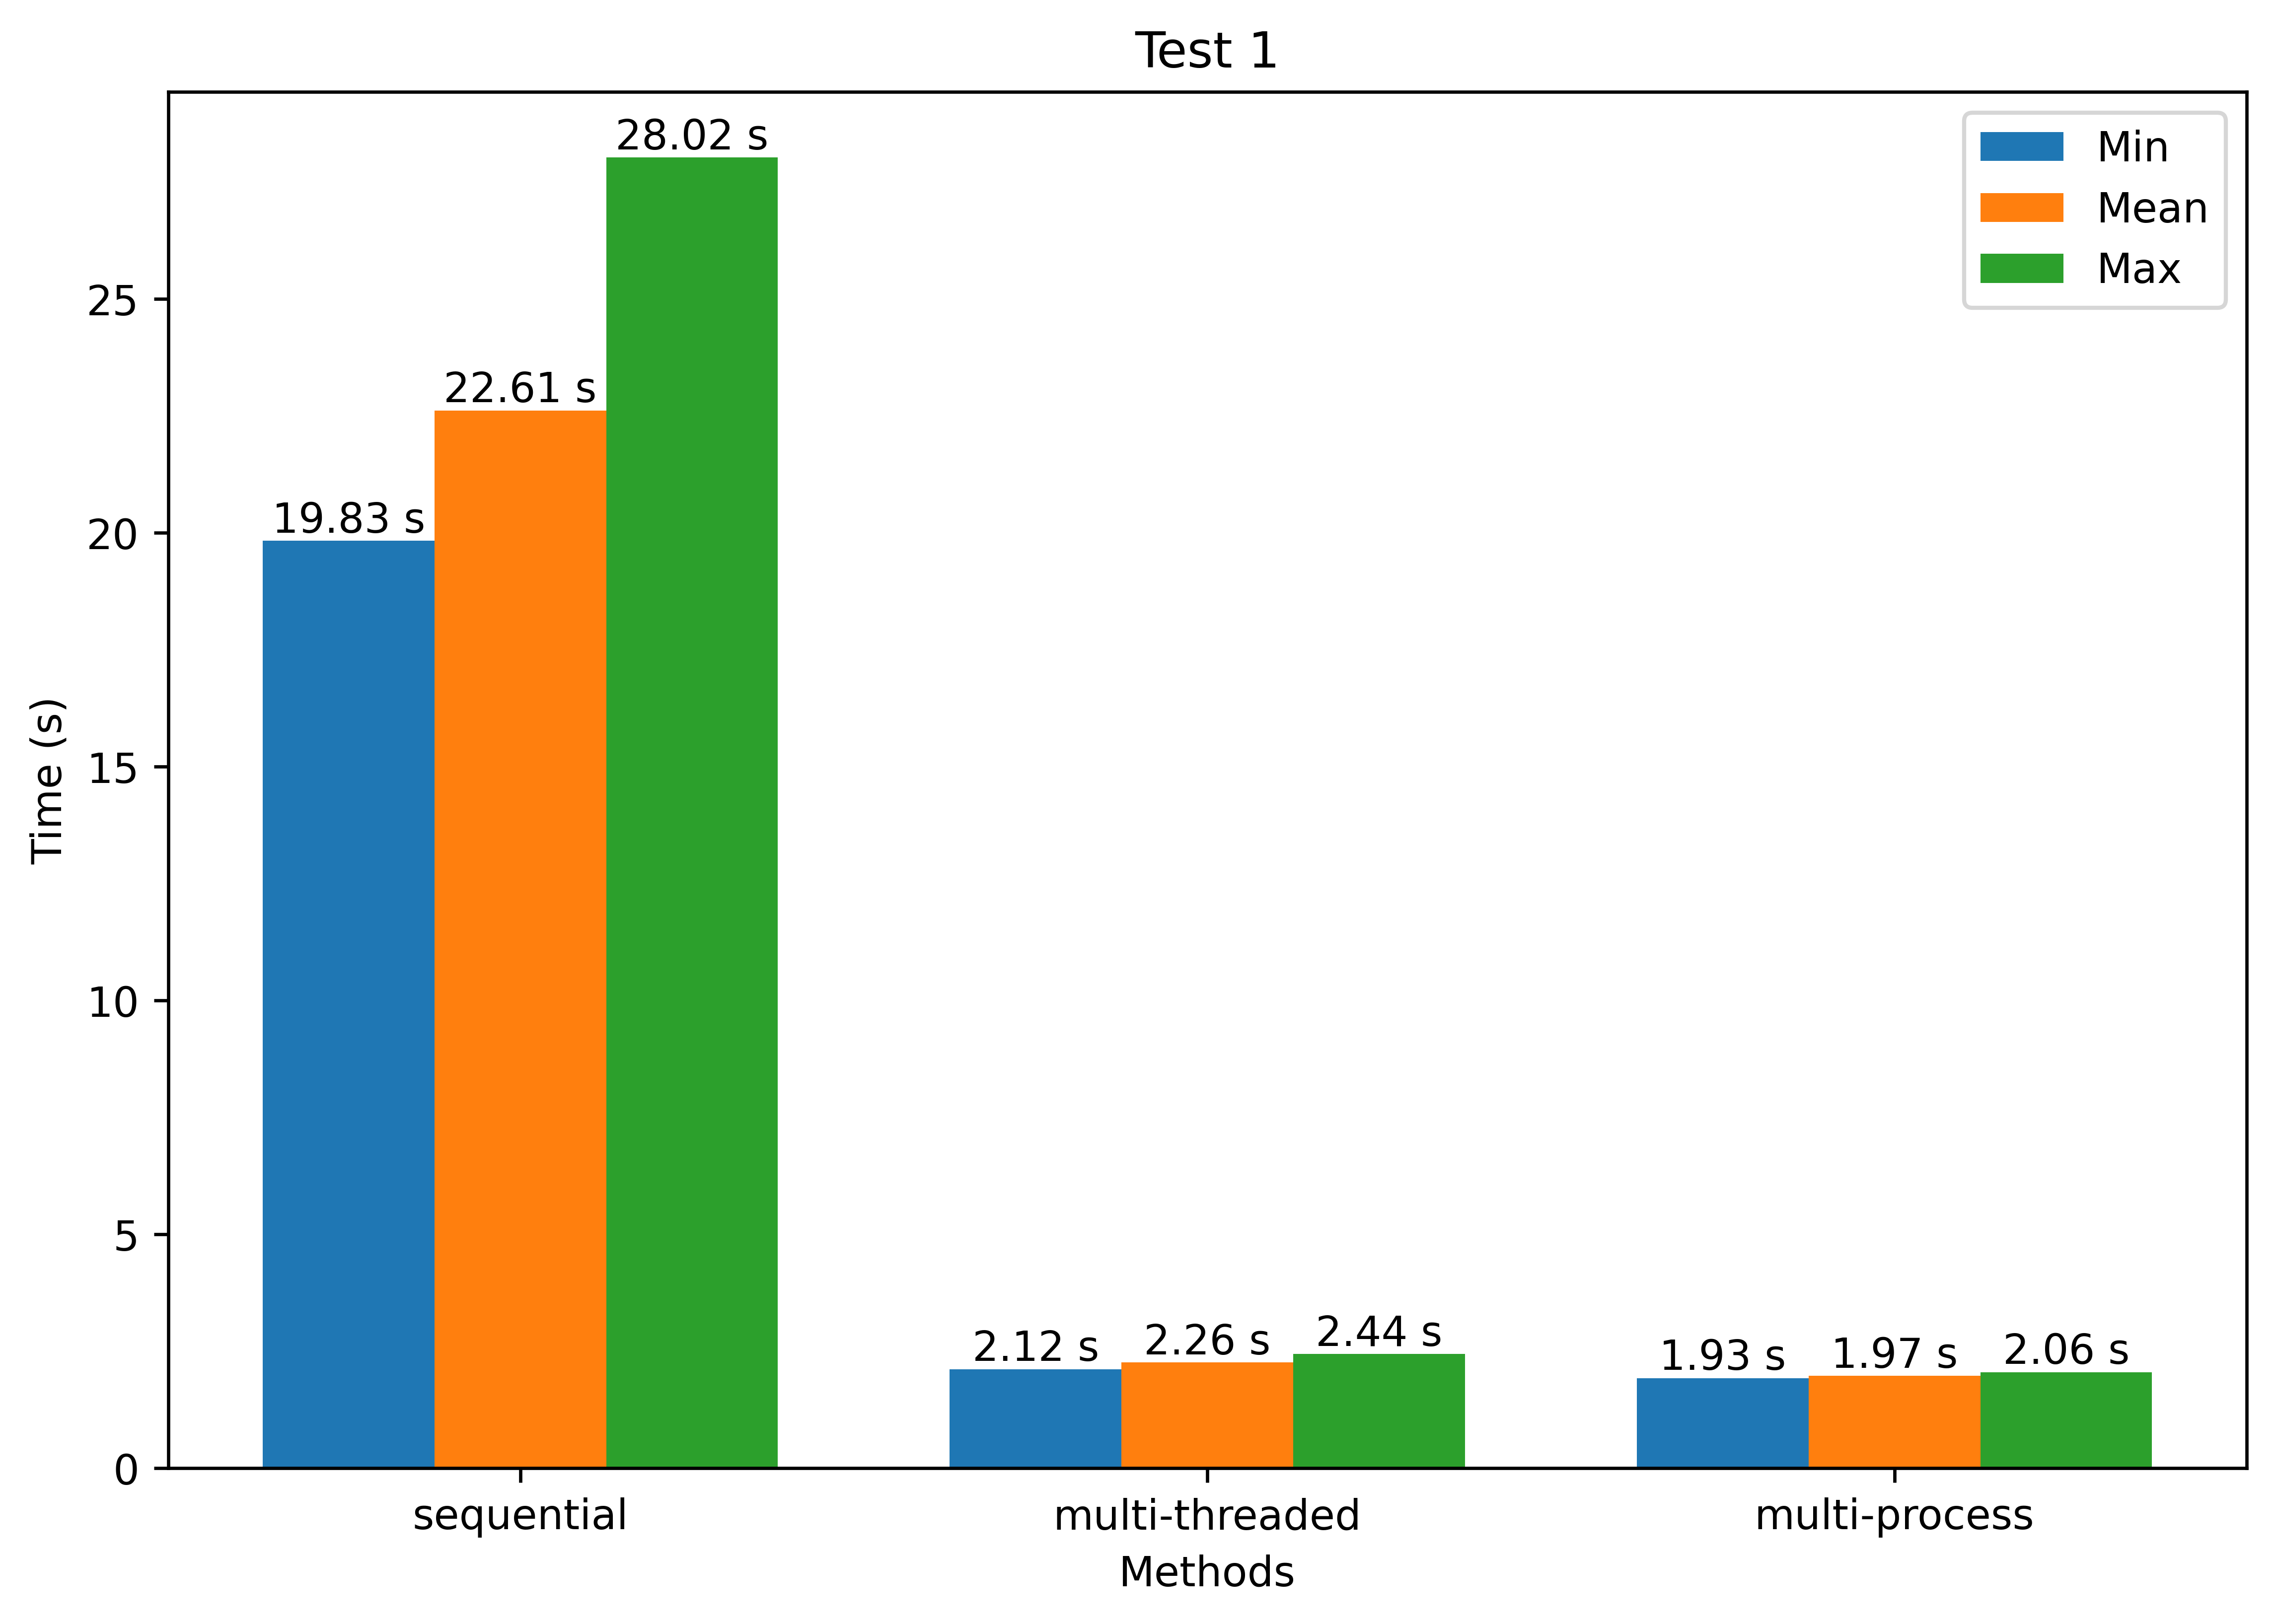 Test 1
Min
Mean
Max
28.02 s
22.61 s
19.83 s
2.12 s
2.26 s
2.44 s
1.93 s
1.97 s
2.06 s
Time (s)
25
20
15
10
5
0
sequential
multi-threaded
multi-process
Methods